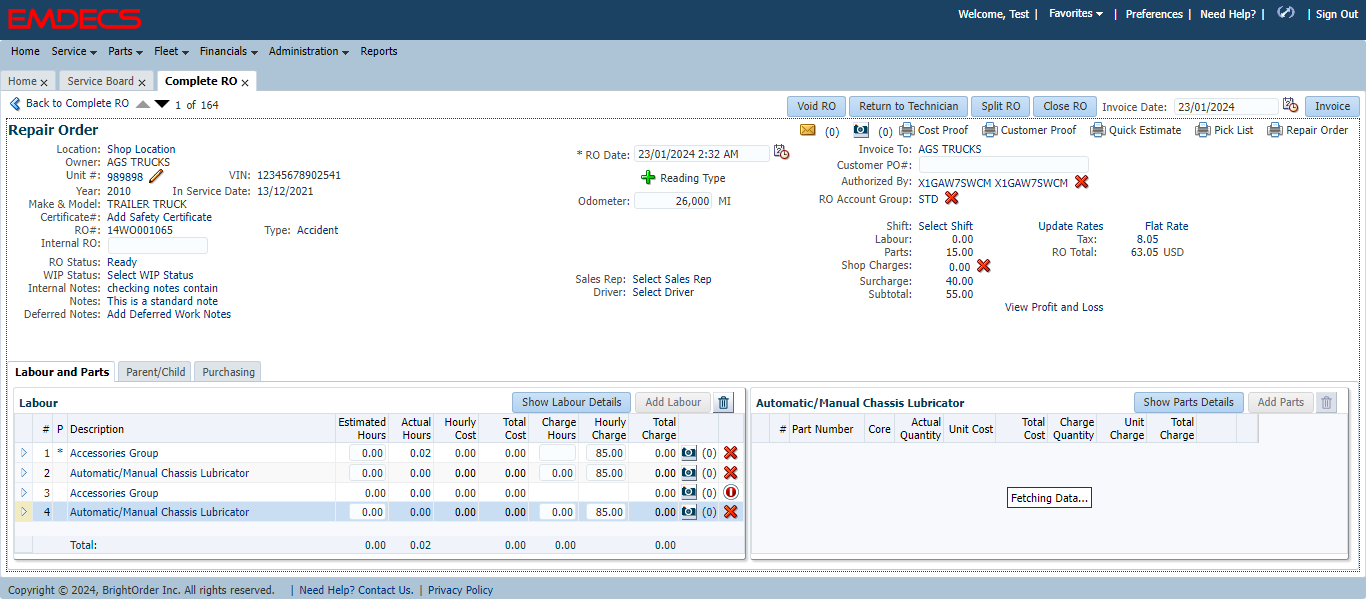 EMDECS
Welcome, Test | Favorites | Preferences | Need Help? | | Sign Out
Home Service Parts Fleet Financials Administration Reports
Home x Service Board x Complete RO x
Back to Complete RO 1 of 164 Void RO Return to Technician Split RO Close RO Invoice Date: 23/01/2024 Invoice
Repair Order (0) (0) Cost Proof Customer Proof Quick Estimate Pick List Repair Order
Location: Shop Location
Owner: AGS TRUCKS
Unit #: 989898 VIN: 12345678902541
Year: 2010 In Service Date: 13/12/2021
Make & Model: TRAILER TRUCK
Certificate#: Add Safety Certificate
RO#: 14WO001065 Type: Accident
Internal RO:
RO Status: Ready
WIP Status: Select WIP Status
Internal Notes: checking notes contain
Notes: This is a standard note
Deferred Notes: Add Deferred Work Notes
* RO Date: 23/01/2024 2:32 AM
Reading Type
Odometer: 26,000 MI
Sales Rep: Select Sales Rep
Driver: Select Driver
Invoice To: AGS TRUCKS
Customer PO#:
Authorized By: X1GAW7SWCM X1GAW7SWCM
RO Account Group: STD
Shift: Select Shift Update Rates Flat Rate
Labour: 0.00 Tax: 8.05
Parts: 15.00 RO Total: 63.05 USD
Shop Charges: 0.00
Surcharge: 40.00
Subtotal: 55.00
View Profit and Loss
Labour and Parts Parent/Child Purchasing
Labour Show Labour Details Add Labour
# P Description Estimated Hours Actual Hours Hourly Cost Total Cost Charge Hours Hourly Charge Total Charge
1 * Accessories Group 0.00 0.02 0.00 0.00 85.00 0.00 (0)
2 Automatic/Manual Chassis Lubricator 0.00 0.00 0.00 0.00 0.00 85.00 0.00 (0)
3 Accessories Group 0.00 0.00 0.00 0.00 0.00 (0)
4 Automatic/Manual Chassis Lubricator 0.00 0.00 0.00 0.00 0.00 85.00 0.00 (0)
Total: 0.00 0.02 0.00 0.00 0.00
Automatic/Manual Chassis Lubricator Show Parts Details Add Parts
# Part Number Core Actual Quantity Unit Cost Total Cost Charge Quantity Unit Charge Total Charge
Fetching Data...
Copyright © 2024, BrightOrder Inc. All rights reserved. | Need Help? Contact Us. | Privacy Policy